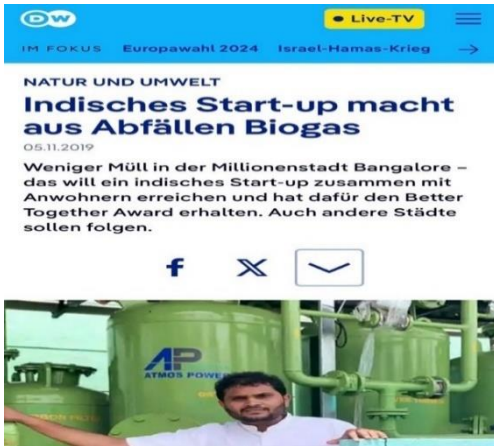 DW
Live-TV
IM FOKUS Europawahl 2024 Israel-Hamas-Krieg
NATUR UND UMWELT
Indisches Start-up macht
aus Abfällen Biogas
05.11.2019
Weniger Müll in der Millionenstadt Bangalore –
das will ein indisches Start-up zusammen mit
Anwohnern erreichen und hat dafür den Better
Together Award erhalten. Auch andere Städte
sollen folgen.
AP
ATMOS POWER